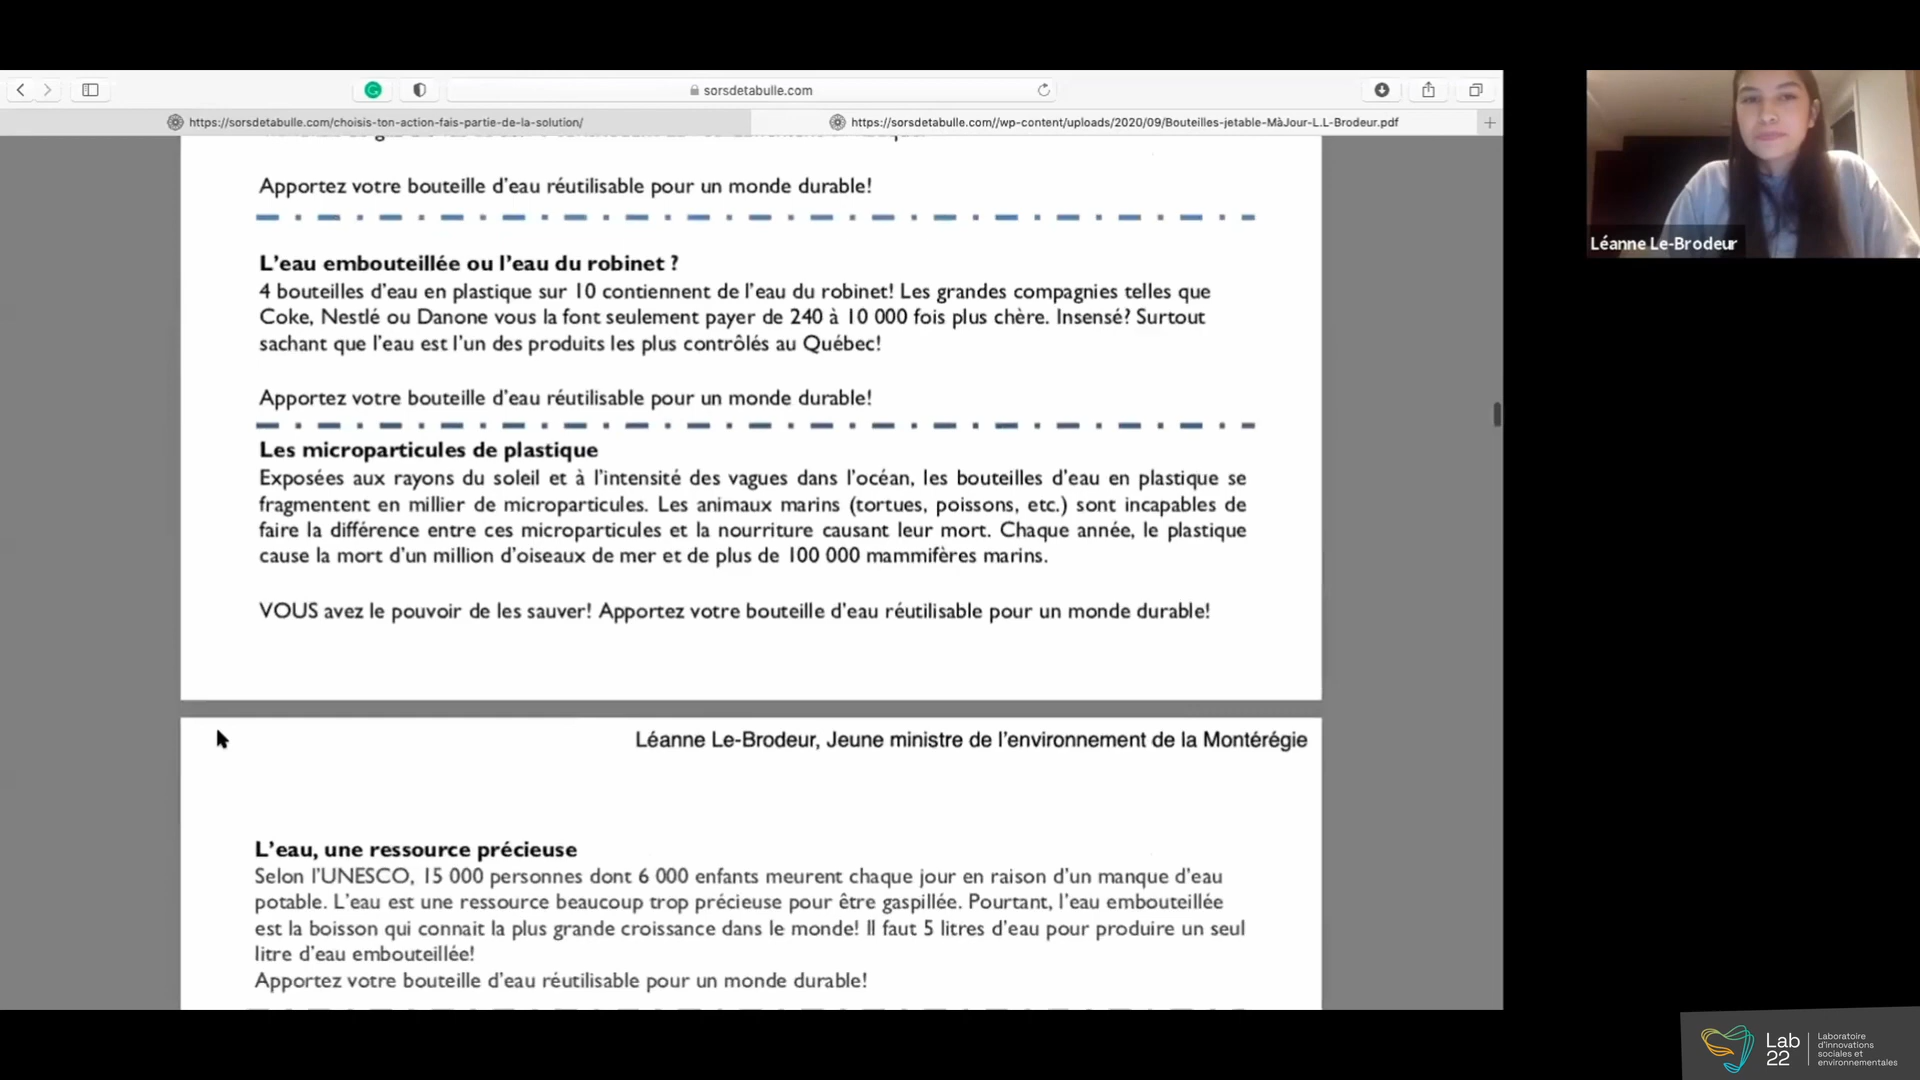 sorsdetabulle.com
https://sorsdetabulle.com/choisis-ton-action-fais-partie-de-la-solution/
https://sorsdetabulle.com//wp-content/uploads/2020/09/Bouteilles-jetable-MàJour-L.L-Brodeur.pdf
Apportez votre bouteille d'eau réutilisable pour un monde durable!
L'eau embouteillée ou l'eau du robinet ?
4 bouteilles d'eau en plastique sur 10 contiennent de l'eau du robinet! Les grandes compagnies telles que
Coke, Nestlé ou Danone vous la font seulement payer de 240 à 10 000 fois plus chère. Insensé? Surtout
sachant que l'eau est l'un des produits les plus contrôlés au Québec!
Apportez votre bouteille d'eau réutilisable pour un monde durable!
Les microparticules de plastique
Exposées aux rayons du soleil et à l'intensité des vagues dans l'océan, les bouteilles d'eau en plastique se
fragmentent en millier de microparticules. Les animaux marins (tortues, poissons, etc.) sont incapables de
faire la différence entre ces microparticules et la nourriture causant leur mort. Chaque année, le plastique
cause la mort d'un million d'oiseaux de mer et de plus de 100 000 mammifères marins.
VOUS avez le pouvoir de les sauver! Apportez votre bouteille d'eau réutilisable pour un monde durable!
Léanne Le-Brodeur, Jeune ministre de l'environnement de la Montérégie
L'eau, une ressource précieuse
Selon l'UNESCO, 15 000 personnes dont 6 000 enfants meurent chaque jour en raison d'un manque d'eau
potable. L'eau est une ressource beaucoup trop précieuse pour être gaspillée. Pourtant, l'eau embouteillée
est la boisson qui connait la plus grande croissance dans le monde! Il faut 5 litres d'eau pour produire un seul
litre d'eau embouteillée!
Apportez votre bouteille d'eau réutilisable pour un monde durable!
Léanne Le-Brodeur
Lab
22
Laboratoire
d'innovations
sociales et
environnementales